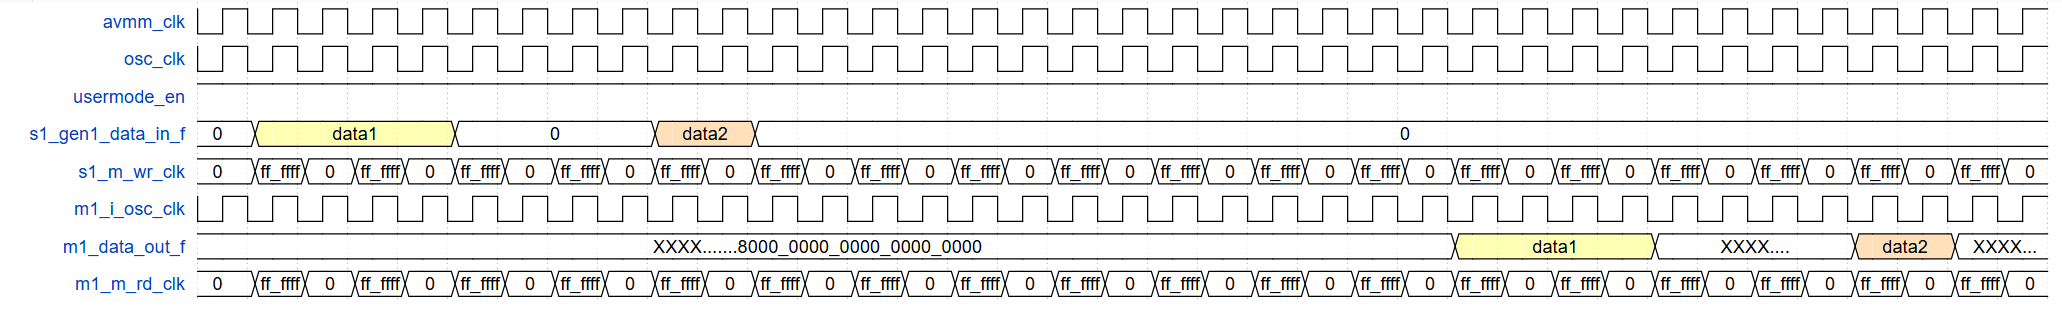 avmm_clk
osc_clk
usermode_en
s1_gen1_data_in_f 0 data1 0 data2 0
s1_m_wr_clk 0 ff_ffff 0 ff_ffff 0 ff_ffff 0 ff_ffff 0 ff_ffff 0 ff_ffff 0 ff_ffff 0 ff_ffff 0 ff_ffff 0 ff_ffff 0 ff_ffff 0 ff_ffff 0 ff_ffff 0 ff_ffff 0 ff_ffff 0 ff_ffff 0 ff_ffff 0 ff_ffff 0
m1_i_osc_clk
m1_data_out_f XXXX.......8000_0000_0000_0000_0000 data1 XXXX.... data2 XXXX...
m1_m_rd_clk 0 ff_ffff 0 ff_ffff 0 ff_ffff 0 ff_ffff 0 ff_ffff 0 ff_ffff 0 ff_ffff 0 ff_ffff 0 ff_ffff 0 ff_ffff 0 ff_ffff 0 ff_ffff 0 ff_ffff 0 ff_ffff 0 ff_ffff 0 ff_ffff 0 ff_ffff 0 ff_ffff 0